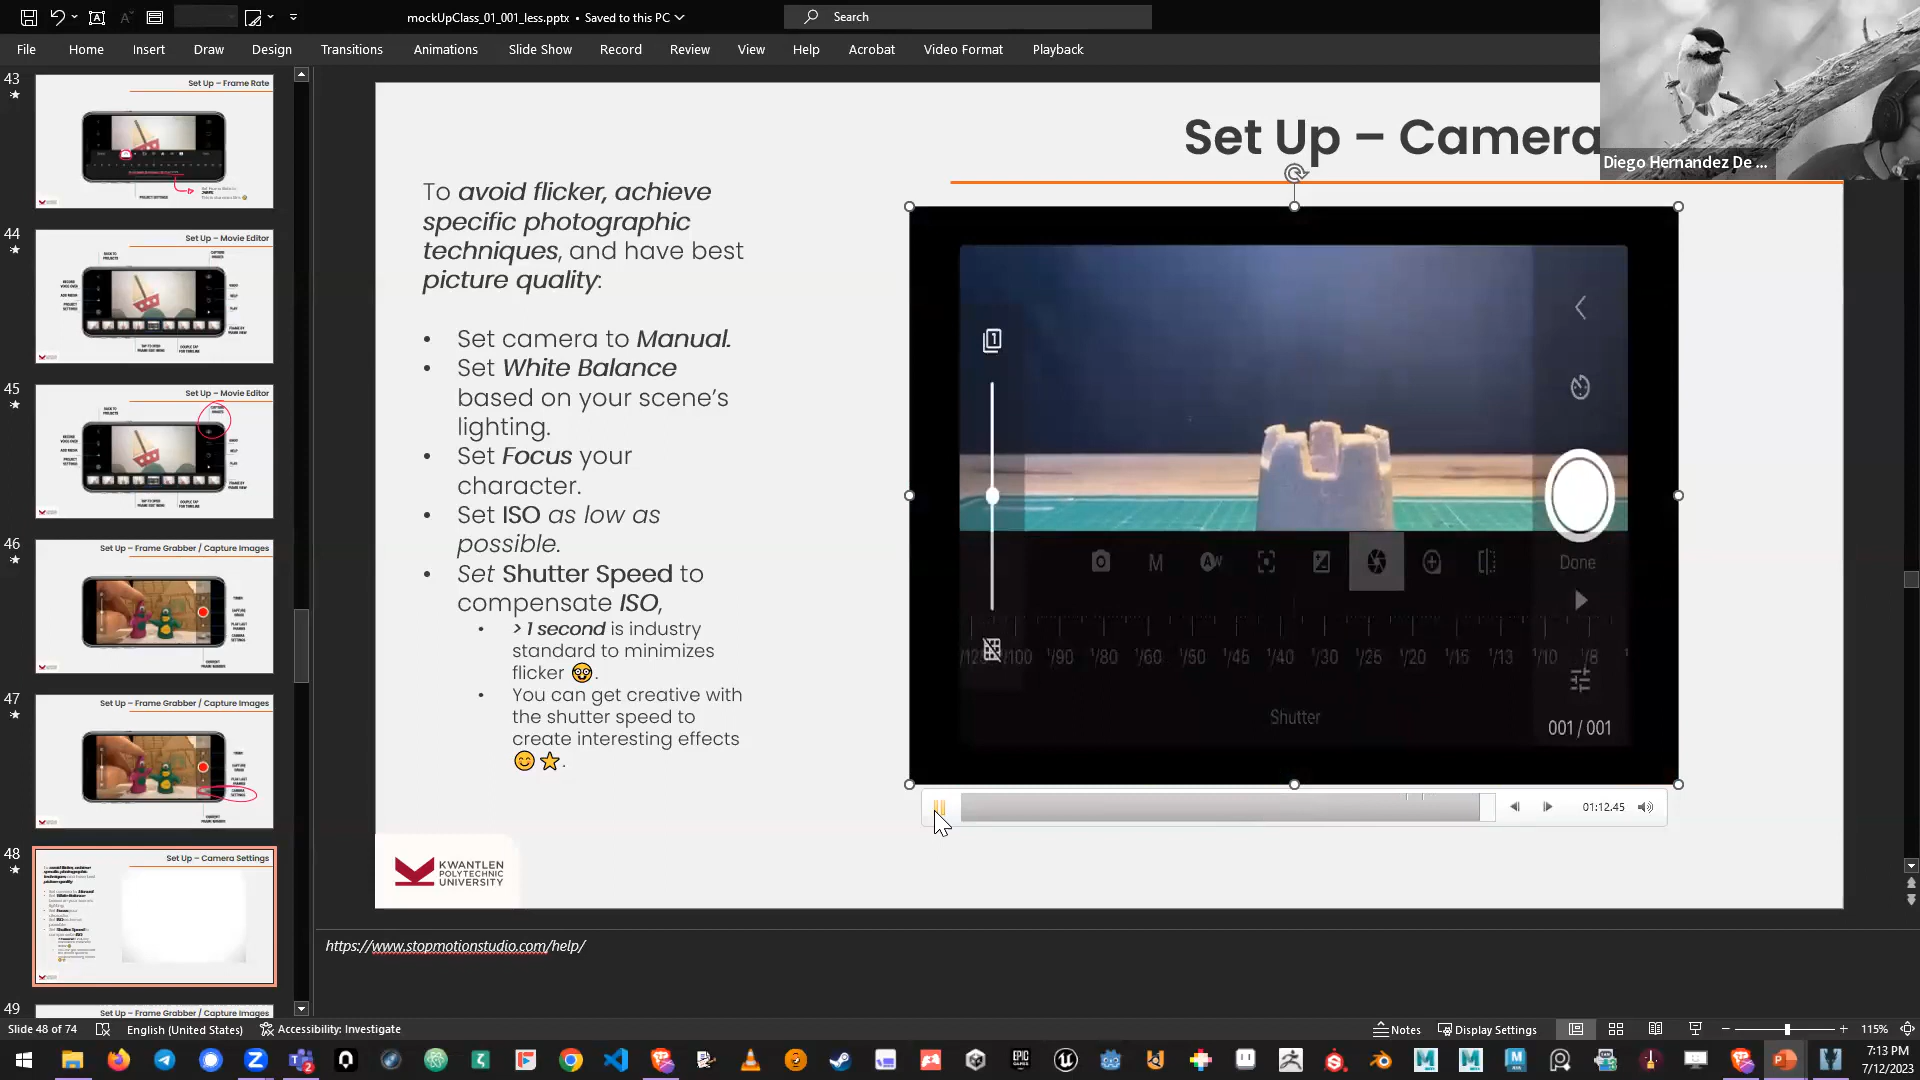 mockUpClass_01_001_less.pptx • Saved to this PC
Search
File Home Insert Draw Design Transitions Animations Slide Show Record Review View Help Acrobat Video Format Playback
Diego Hernandez De ...
43
Set Up – Frame Rate
44
Set Up – Movie Editor
45
Set Up – Movie Editor
46
Set Up – Frame Grabber / Capture Images
47
Set Up – Frame Grabber / Capture Images
48
Set Up – Camera Settings
49
Set Up – Frame Grabber / Capture Images
Set Up – Camera
To avoid flicker, achieve
specific photographic
techniques, and have best
picture quality:
• Set camera to Manual.
• Set White Balance
based on your scene's
lighting.
• Set Focus your
character.
• Set ISO as low as
possible.
• Set Shutter Speed to
compensate ISO,
• > 1 second is industry
standard to minimizes
flicker 🤓.
• You can get creative with
the shutter speed to
create interesting effects
😊⭐.
1
M
Done
1/100 1/90 1/80 1/60 1/50 1/45 1/40 1/30 1/25 1/20 1/15 1/13 1/10 1/8
Shutter
001 / 001
01:12.45
KWANTLEN
POLYTECHNIC
UNIVERSITY
https://www.stopmotionstudio.com/help/
Slide 48 of 74 English (United States) Accessibility: Investigate Notes Display Settings 115%
7:13 PM
7/12/2023